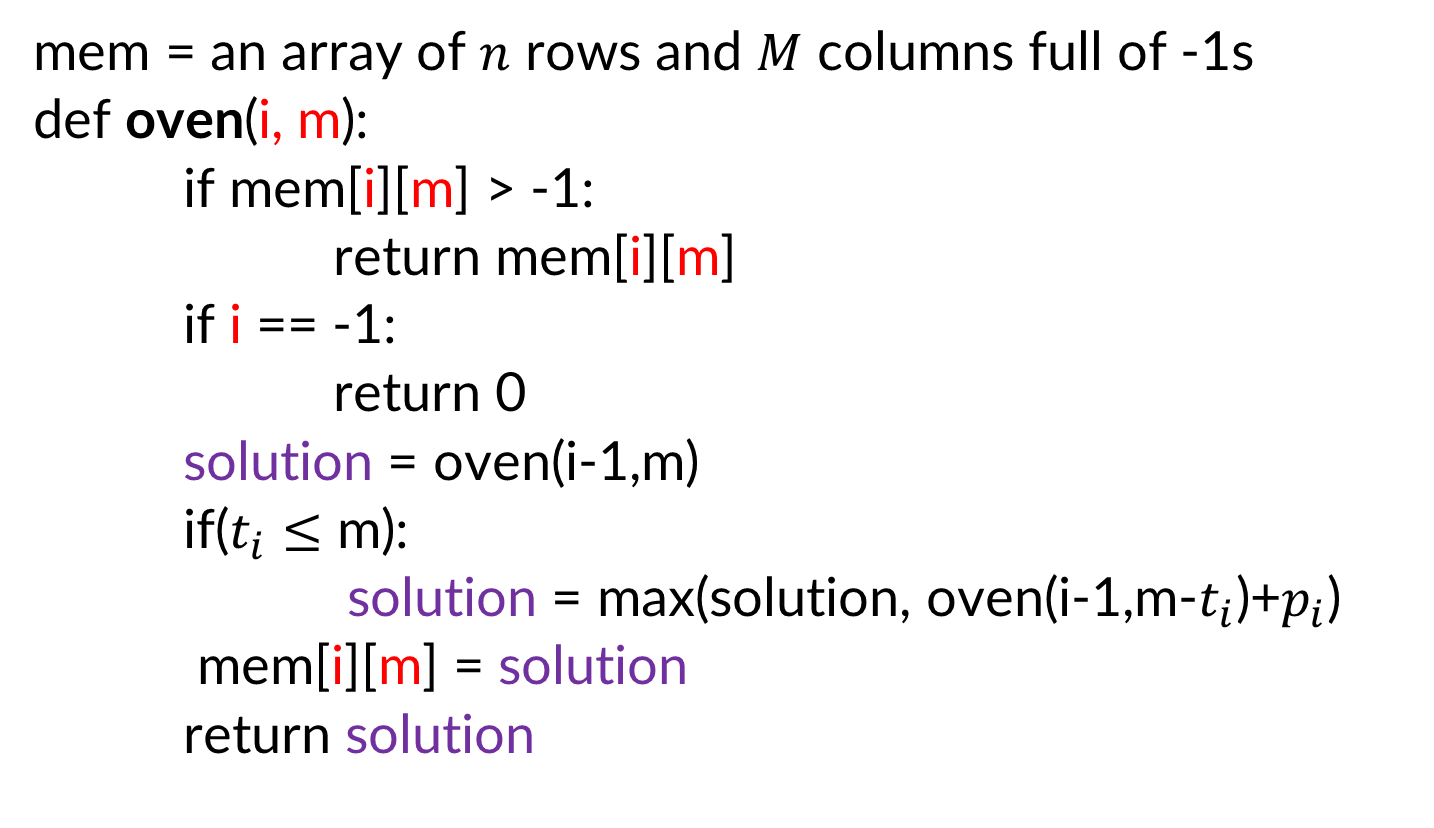 mem = an array of 𝑛 rows and 𝑀 columns full of -1s
def oven(i, m):
if mem[i][m] > -1:
return mem[i][m]
if i == -1:
return 0
solution = oven(i-1,m)
if(𝑡ᵢ ≤ m):
solution = max(solution, oven(i-1,m-𝑡ᵢ)+𝑝ᵢ)
mem[i][m] = solution
return solution